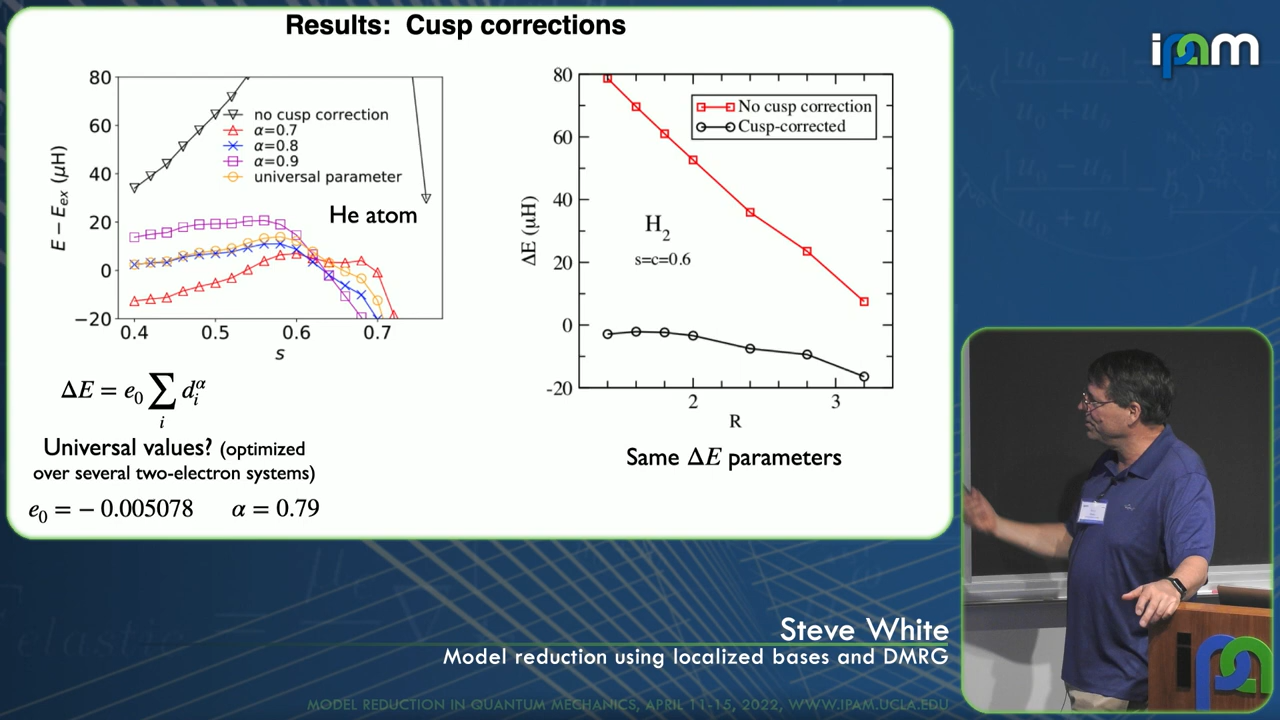 Results: Cusp corrections
ipam
80
60
40
20
0
−20
E − E_ex (μH)
no cusp correction
α=0.7
α=0.8
α=0.9
universal parameter
He atom
0.4 0.5 0.6 0.7
s
80
60
40
20
0
-20
ΔE (μH)
No cusp correction
Cusp-corrected
H₂
s=c=0.6
2 3
R
ΔE = e₀ ∑_i d_i^α
Universal values? (optimized
over several two-electron systems)
e₀ = − 0.005078 α = 0.79
Same ΔE parameters
Steve White
Model reduction using localized bases and DMRG
MODEL REDUCTION IN QUANTUM MECHANICS, APRIL 11-15, 2022, WWW.IPAM.UCLA.EDU
elastic